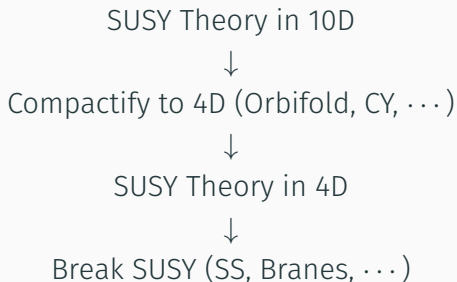 SUSY Theory in 10D
↓
Compactify to 4D (Orbifold, CY, ⋯)
↓
SUSY Theory in 4D
↓
Break SUSY (SS, Branes, ⋯)